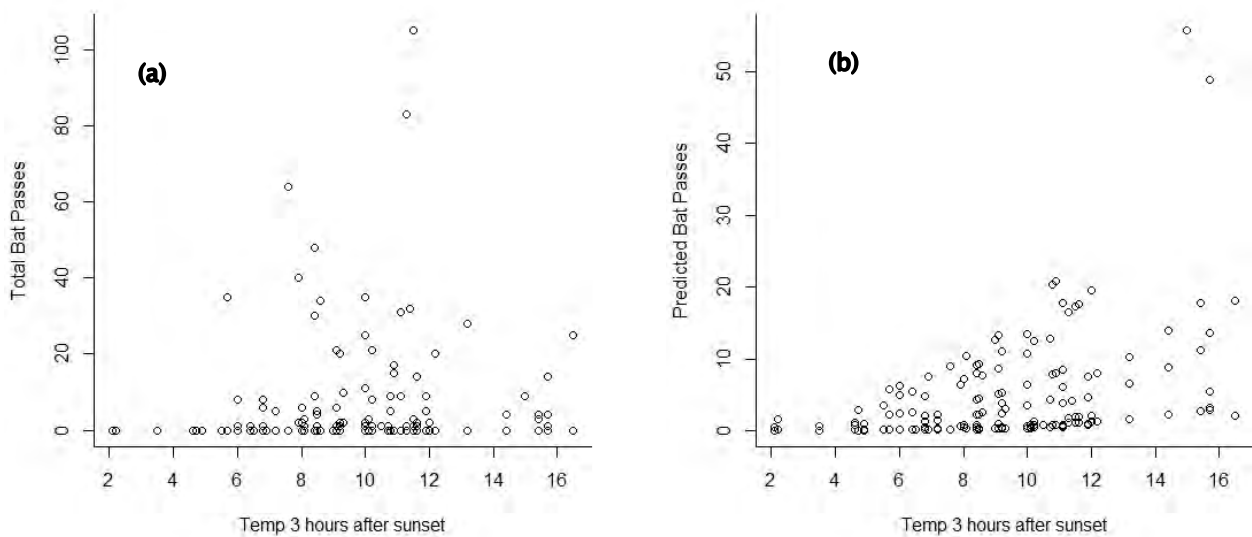 (a)
Total Bat Passes
100
80
60
40
20
0
2 4 6 8 10 12 14 16
Temp 3 hours after sunset
(b)
Predicted Bat Passes
50
40
30
20
10
0
2 4 6 8 10 12 14 16
Temp 3 hours after sunset